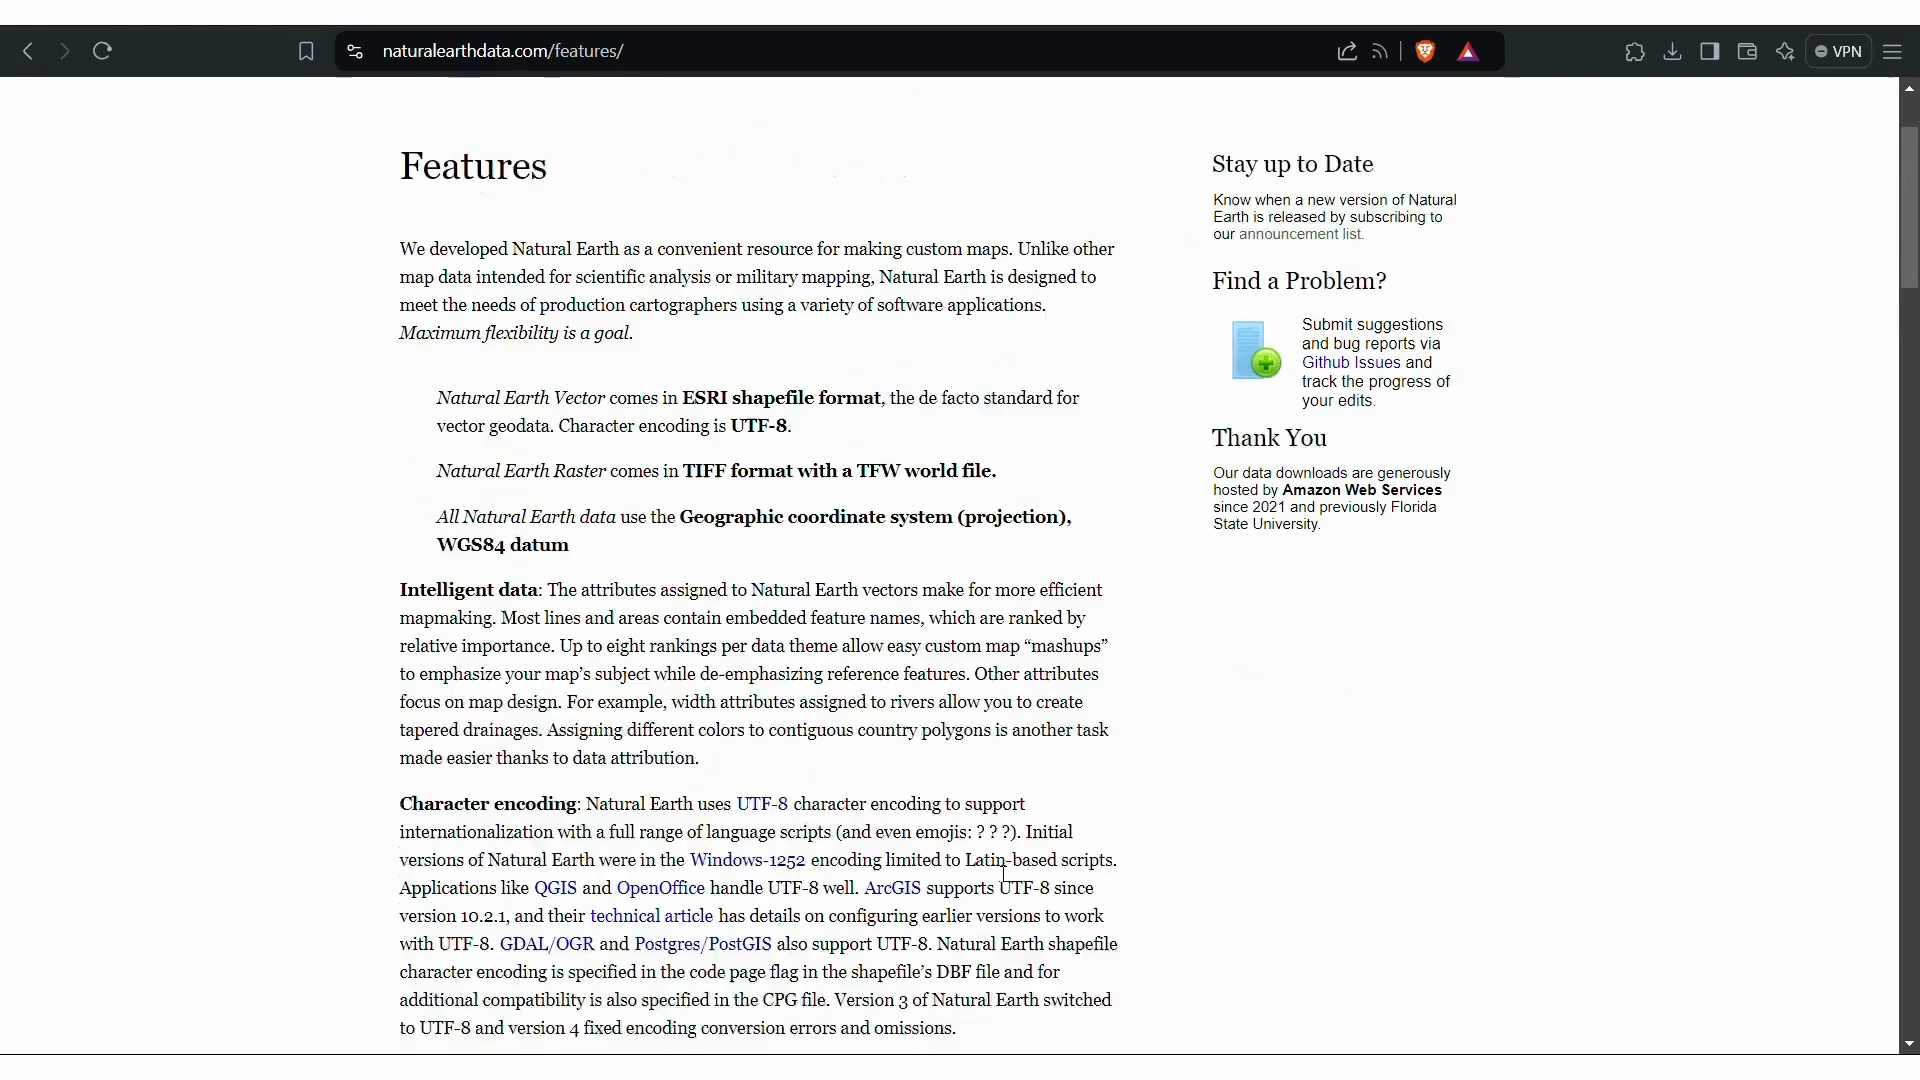 naturalearthdata.com/features/
VPN
Features
We developed Natural Earth as a convenient resource for making custom maps. Unlike other
map data intended for scientific analysis or military mapping, Natural Earth is designed to
meet the needs of production cartographers using a variety of software applications.
Maximum flexibility is a goal.
Natural Earth Vector comes in ESRI shapefile format, the de facto standard for
vector geodata. Character encoding is UTF-8.
Natural Earth Raster comes in TIFF format with a TFW world file.
All Natural Earth data use the Geographic coordinate system (projection),
WGS84 datum
Intelligent data: The attributes assigned to Natural Earth vectors make for more efficient
mapmaking. Most lines and areas contain embedded feature names, which are ranked by
relative importance. Up to eight rankings per data theme allow easy custom map “mashups”
to emphasize your map’s subject while de-emphasizing reference features. Other attributes
focus on map design. For example, width attributes assigned to rivers allow you to create
tapered drainages. Assigning different colors to contiguous country polygons is another task
made easier thanks to data attribution.
Character encoding: Natural Earth uses UTF-8 character encoding to support
internationalization with a full range of language scripts (and even emojis: ? ? ?). Initial
versions of Natural Earth were in the Windows-1252 encoding limited to Latin-based scripts.
Applications like QGIS and OpenOffice handle UTF-8 well. ArcGIS supports UTF-8 since
version 10.2.1, and their technical article has details on configuring earlier versions to work
with UTF-8. GDAL/OGR and Postgres/PostGIS also support UTF-8. Natural Earth shapefile
character encoding is specified in the code page flag in the shapefile’s DBF file and for
additional compatibility is also specified in the CPG file. Version 3 of Natural Earth switched
to UTF-8 and version 4 fixed encoding conversion errors and omissions.
Stay up to Date
Know when a new version of Natural
Earth is released by subscribing to
our announcement list.
Find a Problem?
Submit suggestions
and bug reports via
Github Issues and
track the progress of
your edits.
Thank You
Our data downloads are generously
hosted by Amazon Web Services
since 2021 and previously Florida
State University.